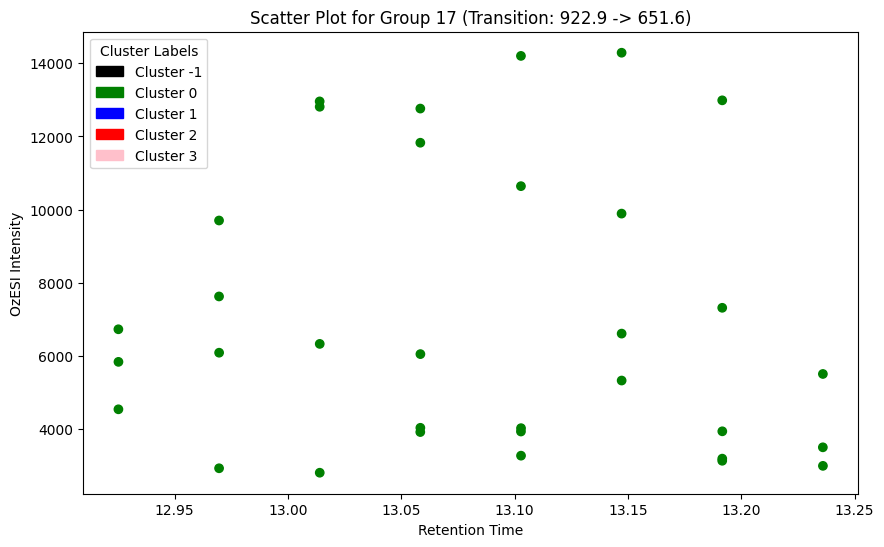 Scatter Plot for Group 17 (Transition: 922.9 -> 651.6)
Cluster Labels
Cluster -1
Cluster 0
Cluster 1
Cluster 2
Cluster 3
OzESI Intensity
14000
12000
10000
8000
6000
4000
12.95 13.00 13.05 13.10 13.15 13.20 13.25
Retention Time